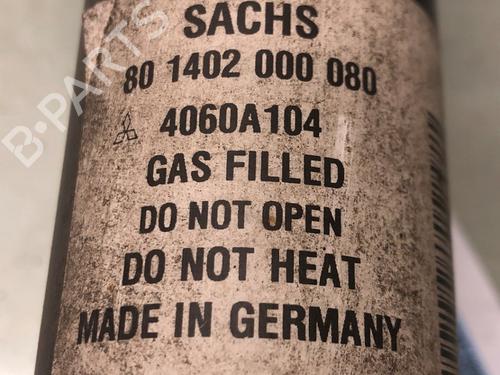 SACHS
80 1402 000 080
4060A104
GAS FILLED
DO NOT OPEN
DO NOT HEAT
MADE IN GERMANY
B-PARTS